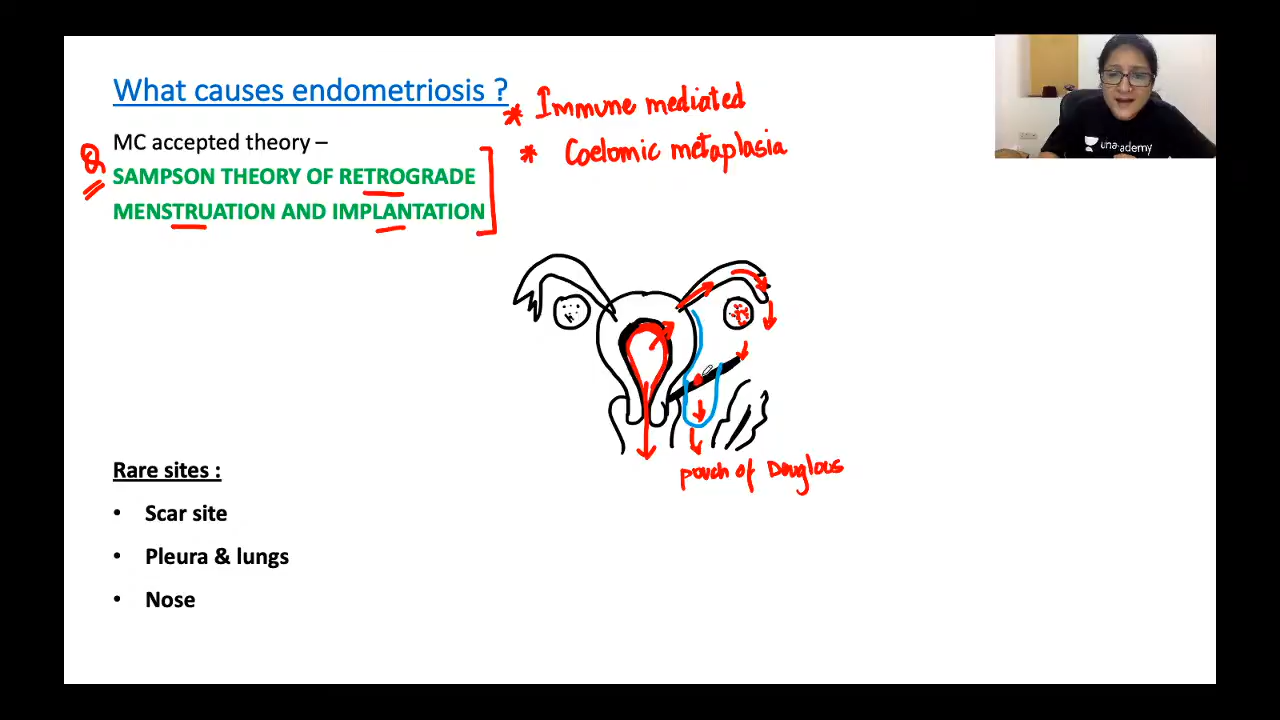 What causes endometriosis ?
* Immune mediated
MC accepted theory –
* Coelomic metaplasia
Q
SAMPSON THEORY OF RETROGRADE
MENSTRUATION AND IMPLANTATION
pouch of Douglous
Rare sites :
• Scar site
• Pleura & lungs
• Nose
unacademy